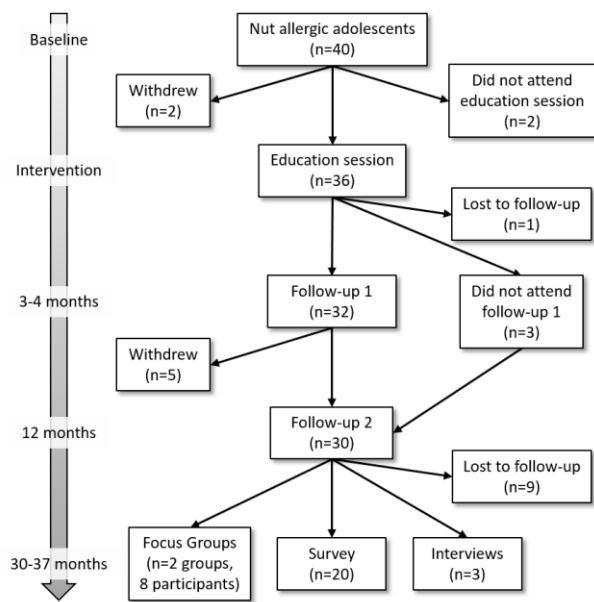 Baseline
Nut allergic adolescents
(n=40)
Withdrew
(n=2)
Did not attend
education session
(n=2)
Intervention
Education session
(n=36)
Lost to follow-up
(n=1)
3-4 months
Follow-up 1
(n=32)
Did not attend
follow-up 1
(n=3)
Withdrew
(n=5)
12 months
Follow-up 2
(n=30)
Lost to follow-up
(n=9)
30-37 months
Focus Groups
(n=2 groups,
8 participants)
Survey
(n=20)
Interviews
(n=3)